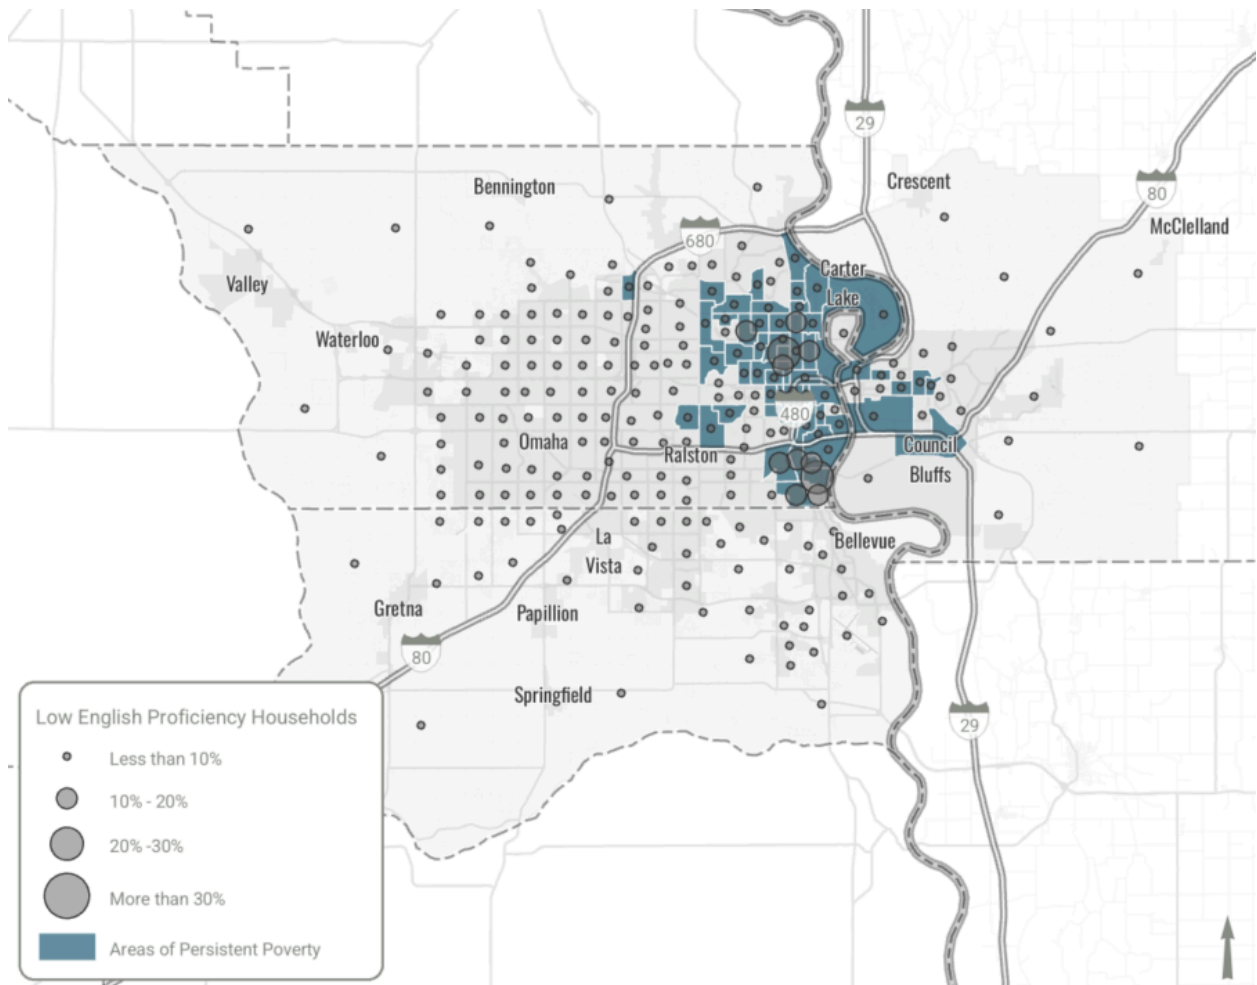 29
Bennington
Crescent
80
McClelland
680
Carter
Lake
Valley
Waterloo
480
Omaha
Ralston
Council
Bluffs
La
Vista
Bellevue
Gretna
Papillion
80
Springfield
29
Low English Proficiency Households
Less than 10%
10% - 20%
20% -30%
More than 30%
Areas of Persistent Poverty